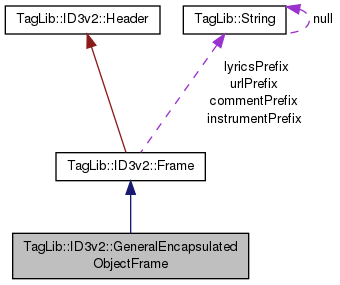 TagLib::ID3v2::Header
TagLib::String
null
lyricsPrefix
urlPrefix
commentPrefix
instrumentPrefix
TagLib::ID3v2::Frame
TagLib::ID3v2::GeneralEncapsulated
ObjectFrame